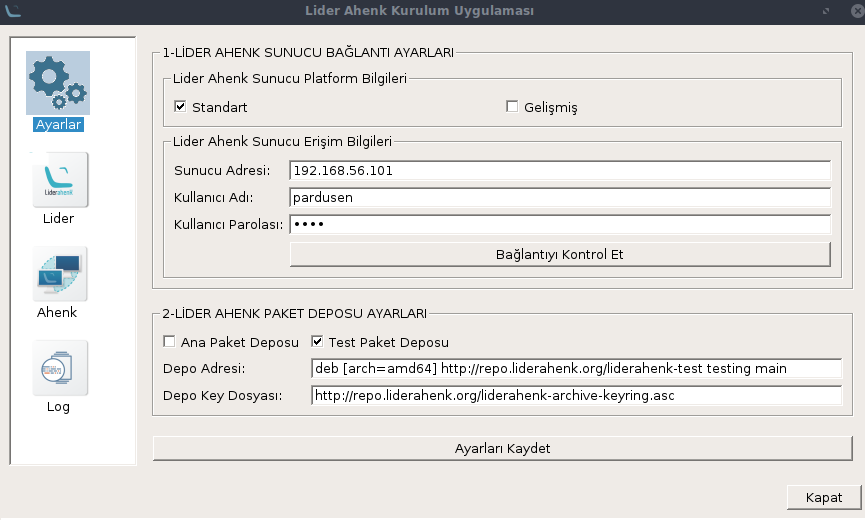 Lider Ahenk Kurulum Uygulaması
Ayarlar
Liderahenk
Lider
Ahenk
Log
1-LİDER AHENK SUNUCU BAĞLANTI AYARLARI
Lider Ahenk Sunucu Platform Bilgileri
Standart
Gelişmiş
Lider Ahenk Sunucu Erişim Bilgileri
Sunucu Adresi: 192.168.56.101
Kullanıcı Adı: pardusen
Kullanıcı Parolası: ••••
Bağlantıyı Kontrol Et
2-LİDER AHENK PAKET DEPOSU AYARLARI
Ana Paket Deposu Test Paket Deposu
Depo Adresi: deb [arch=amd64] http://repo.liderahenk.org/liderahenk-test testing main
Depo Key Dosyası: http://repo.liderahenk.org/liderahenk-archive-keyring.asc
Ayarları Kaydet
Kapat